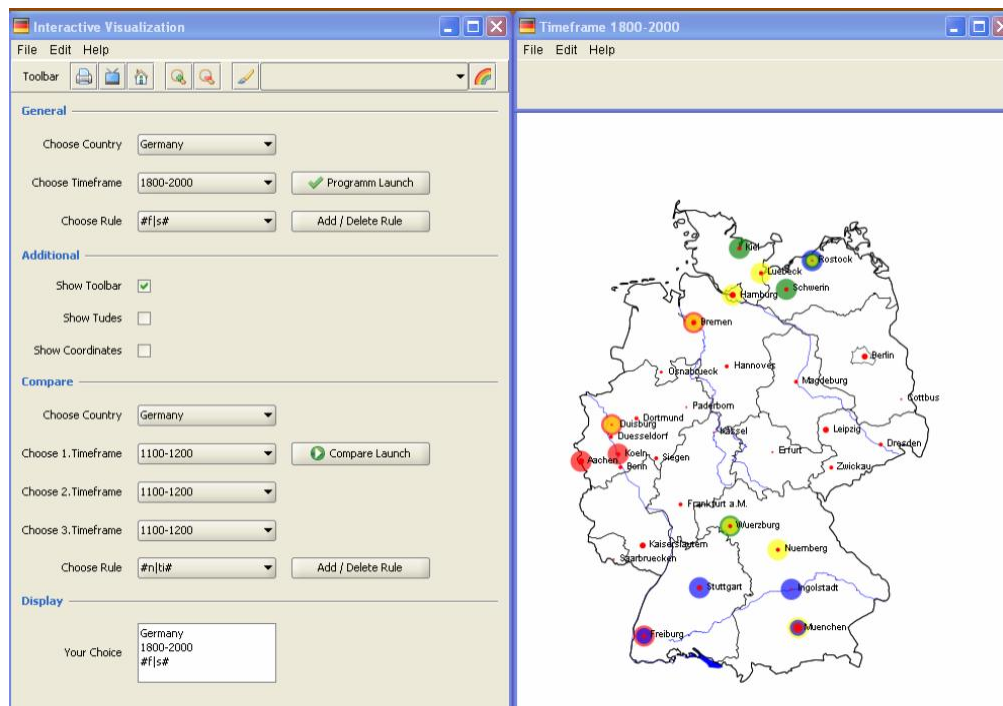 Interactive Visualization
File Edit Help
Toolbar
General
Choose Country Germany
Choose Timeframe 1800-2000 Programm Launch
Choose Rule #f|s# Add / Delete Rule
Additional
Show Toolbar
Show Tudes
Show Coordinates
Compare
Choose Country Germany
Choose 1.Timeframe 1100-1200 Compare Launch
Choose 2.Timeframe 1100-1200
Choose 3.Timeframe 1100-1200
Choose Rule #n|ti# Add / Delete Rule
Display
Your Choice
Germany
1800-2000
#f|s#
Timeframe 1800-2000
File Edit Help
Kiel
Rostock
Luebeck
Schwerin
Hamburg
Bremen
Berlin
Hannover
Osnabrueck
Magdeburg
Cottbus
Paderborn
Dortmund
Duisburg
Kassel
Leipzig
Duesseldorf
Dresden
Erfurt
Koeln
Siegen
Aachen
Bonn
Zwickau
Frankfurt a.M.
Wuerzburg
Kaiserslautern
Nuernberg
Saarbruecken
Stuttgart
Ingolstadt
Muenchen
Freiburg